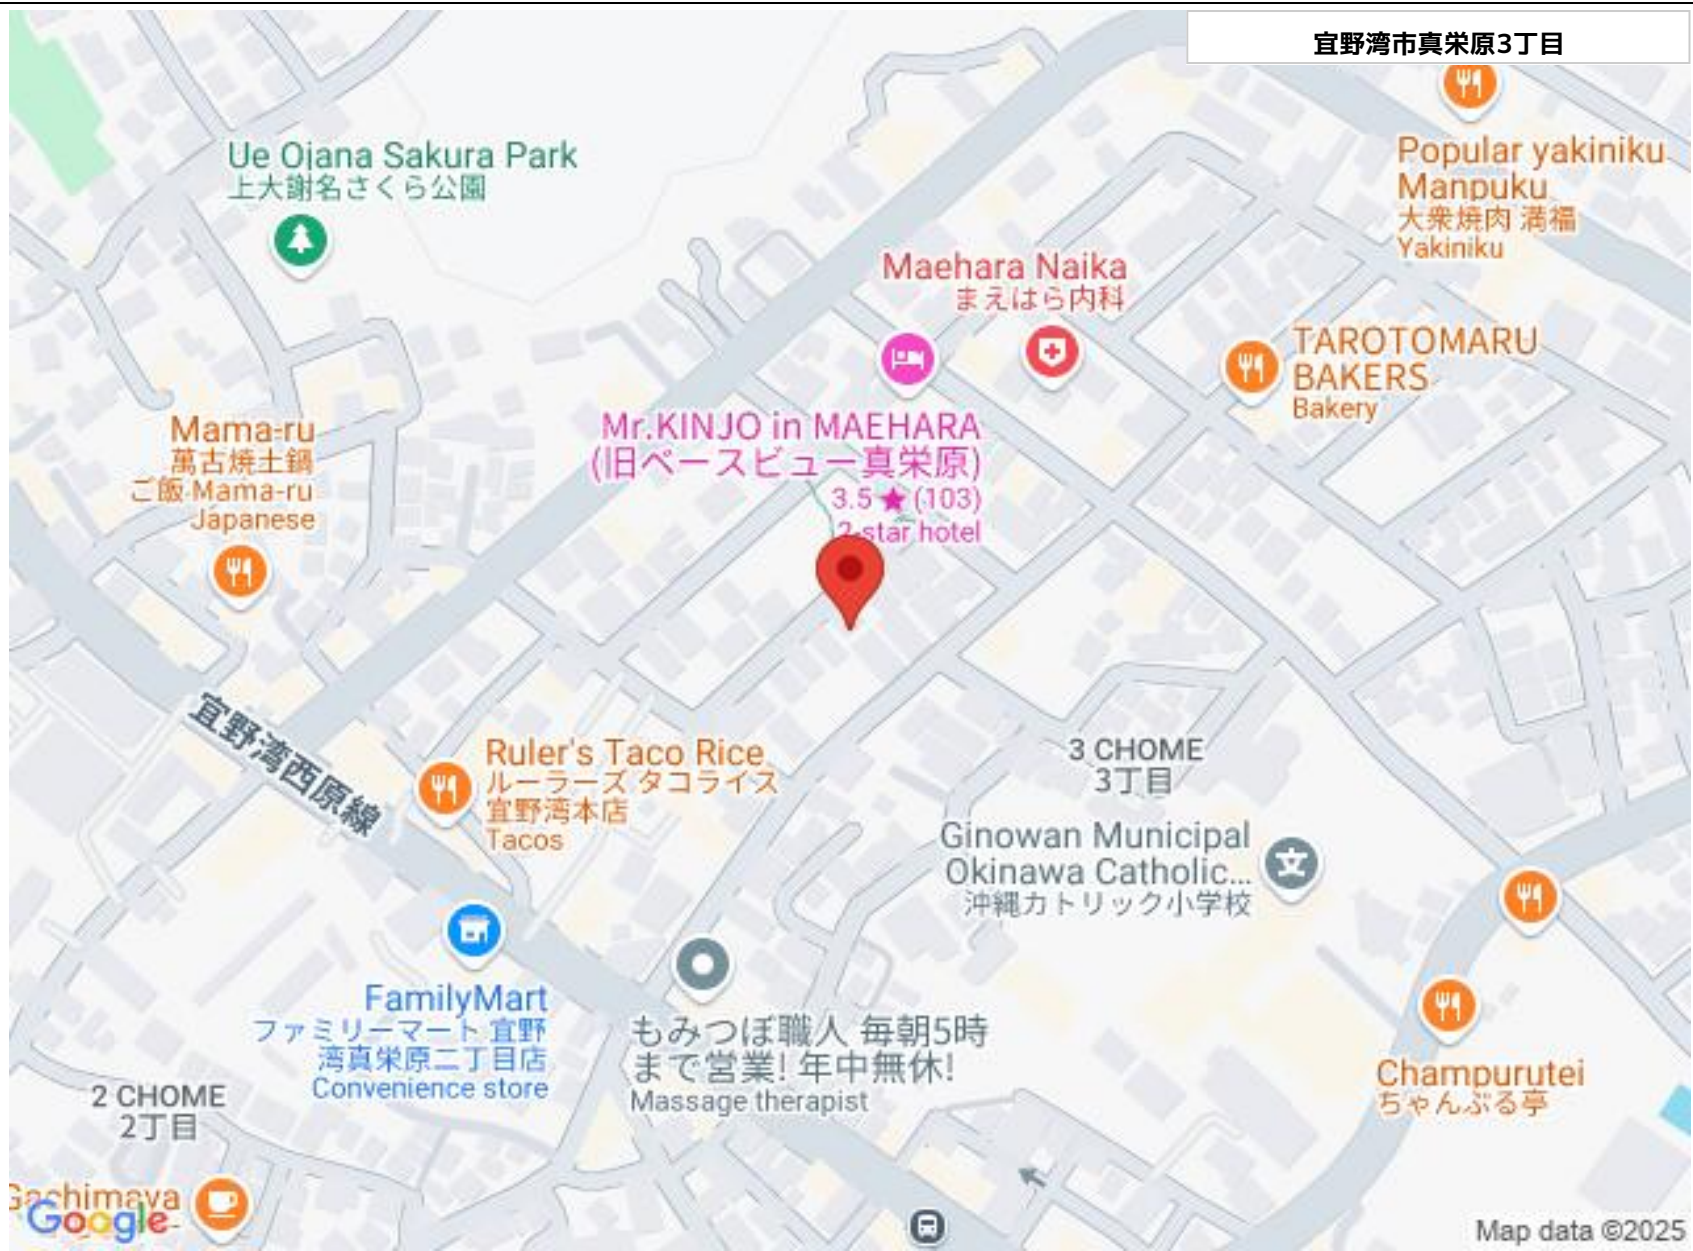 宜野湾市真栄原3丁目
Ue Ojana Sakura Park
上大謝名さくら公園
Popular yakiniku
Manpuku
大衆焼肉 満福
Yakiniku
Maehara Naika
まえはら内科
TAROTOMARU
BAKERS
Bakery
Mr.KINJO in MAEHARA
(旧ベースビュー真栄原)
3.5 ★ (103)
2-star hotel
Mama-ru
萬古焼土鍋
ご飯 Mama-ru
Japanese
宜野湾西原線
Ruler's Taco Rice
ルーラーズ タコライス
宜野湾本店
Tacos
3 CHOME
3丁目
Ginowan Municipal
Okinawa Catholic...
沖縄カトリック小学校
FamilyMart
ファミリーマート 宜野
湾真栄原二丁目店
Convenience store
もみつぼ職人 毎朝5時
まで営業! 年中無休!
Massage therapist
Champurutei
ちゃんぷる亭
2 CHOME
2丁目
Gachimaya
Google
Map data ©2025